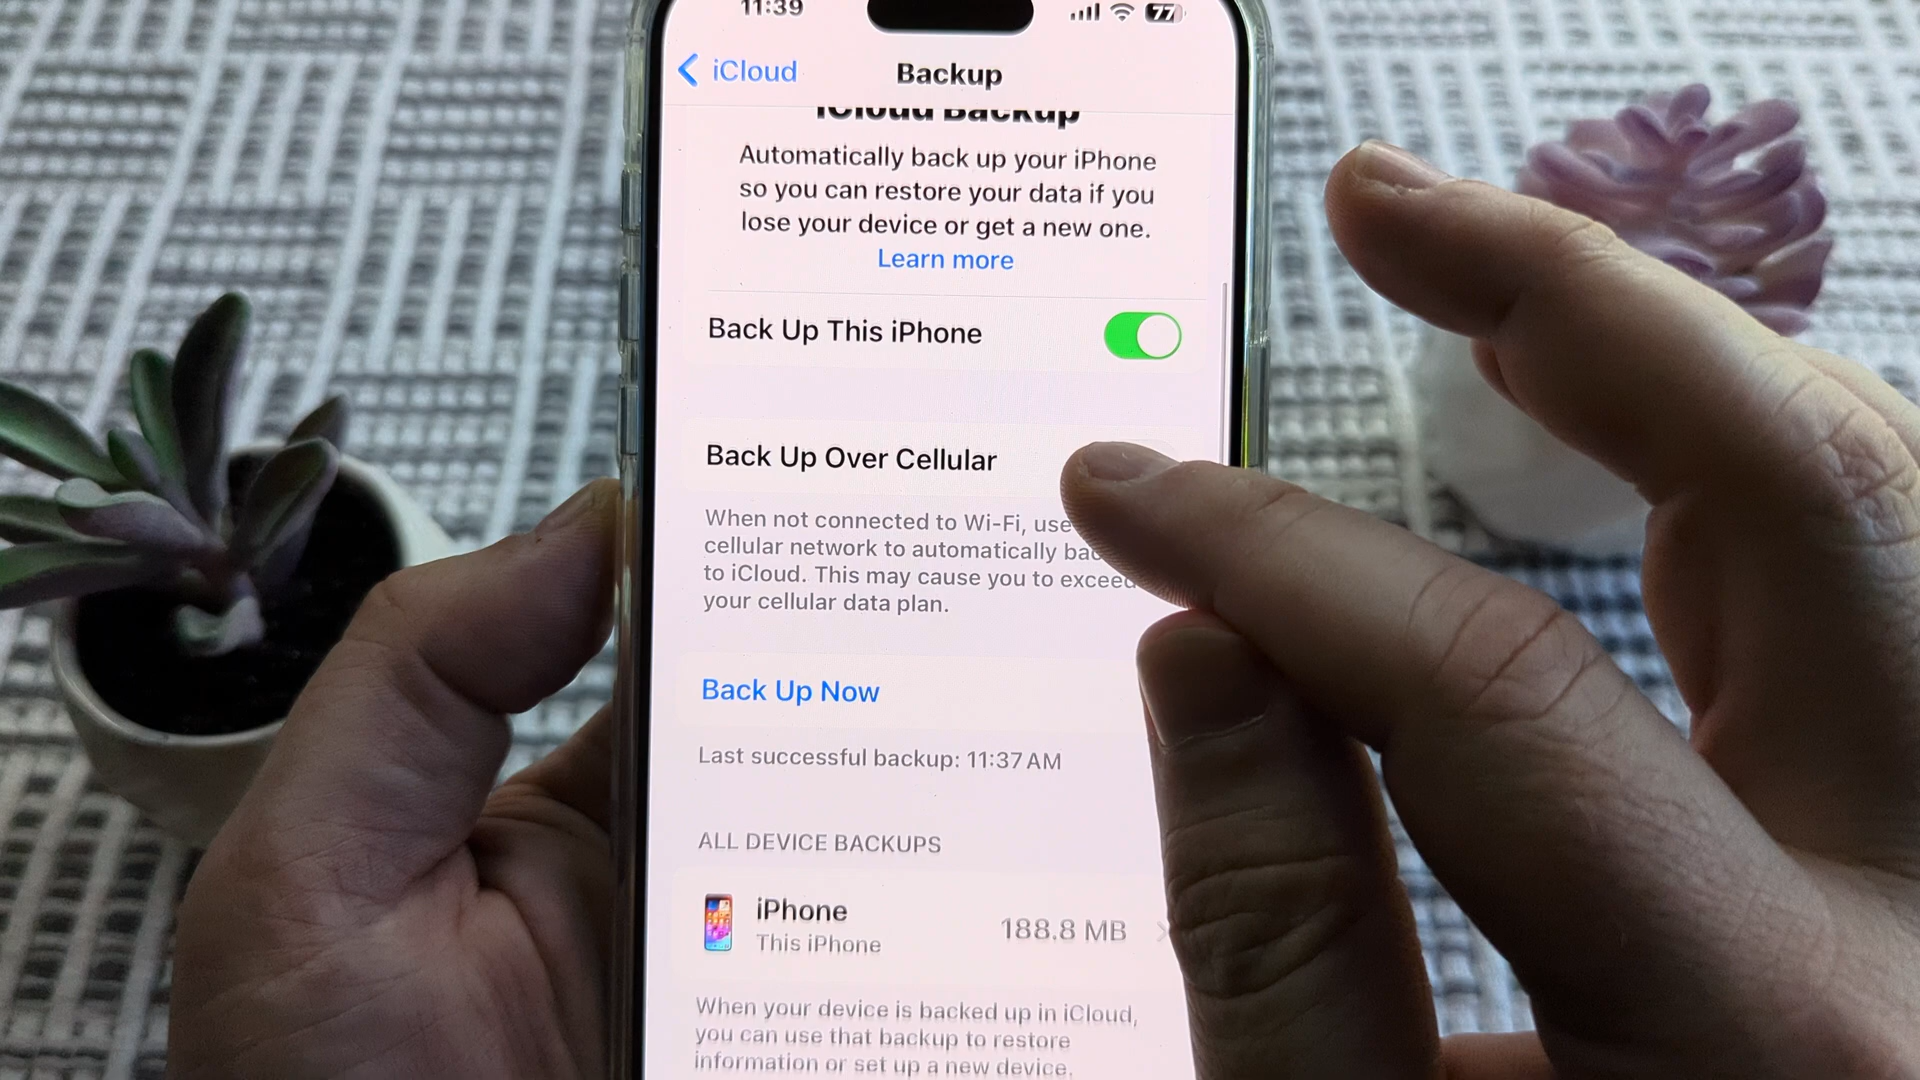 11:39
77
iCloud
Backup
iCloud Backup
Automatically back up your iPhone
so you can restore your data if you
lose your device or get a new one.
Learn more
Back Up This iPhone
Back Up Over Cellular
When not connected to Wi-Fi, use
cellular network to automatically bac
to iCloud. This may cause you to exceed
your cellular data plan.
Back Up Now
Last successful backup: 11:37 AM
ALL DEVICE BACKUPS
iPhone
188.8 MB
This iPhone
When your device is backed up in iCloud,
you can use that backup to restore
information or set up a new device.